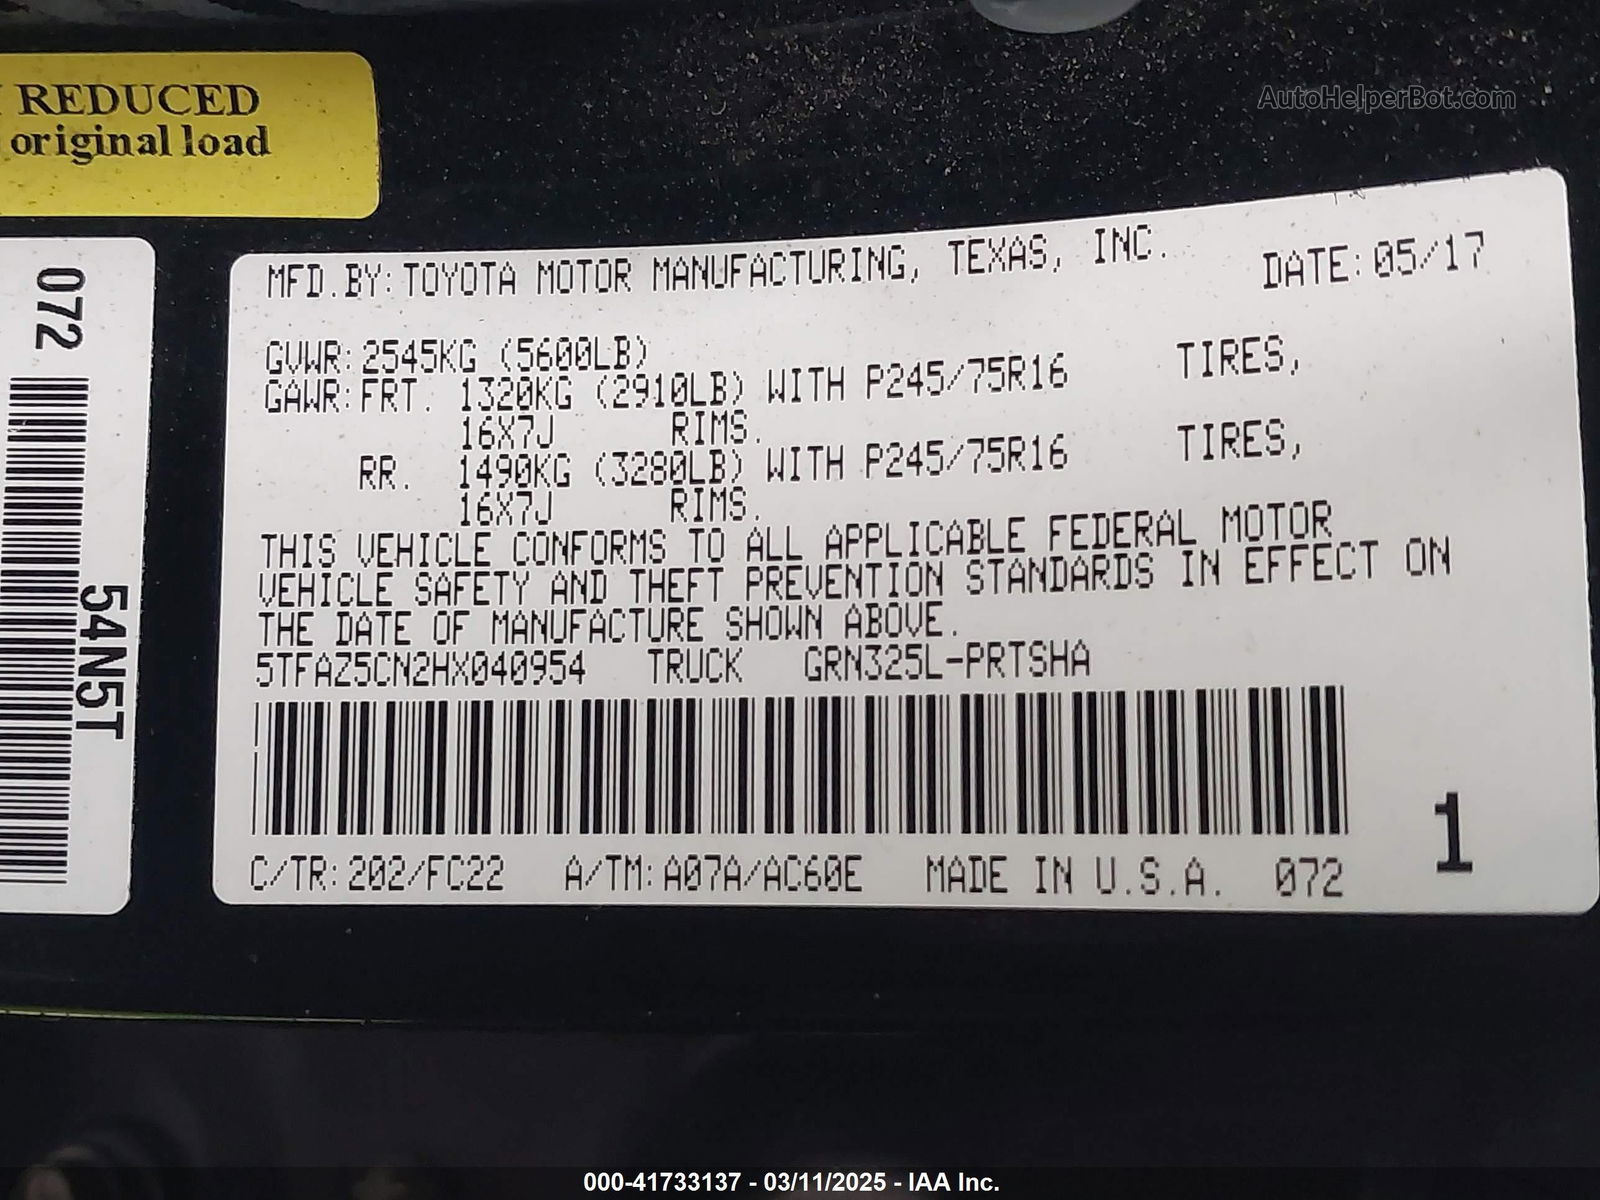 REDUCED
original load
AutoHelperBot.com
072
54N5T
MFD.BY: TOYOTA MOTOR MANUFACTURING, TEXAS, INC. DATE: 05/17
GVWR: 2545KG (5600LB)
GAWR: FRT. 1320KG (2910LB) WITH P245/75R16 TIRES,
16X7J RIMS.
RR. 1490KG (3280LB) WITH P245/75R16 TIRES,
16X7J RIMS.
THIS VEHICLE CONFORMS TO ALL APPLICABLE FEDERAL MOTOR
VEHICLE SAFETY AND THEFT PREVENTION STANDARDS IN EFFECT ON
THE DATE OF MANUFACTURE SHOWN ABOVE.
5TFAZ5CN2HX040954 TRUCK GRN325L-PRTSHA
1
C/TR: 202/FC22 A/TM: A07A/AC60E MADE IN U.S.A. 072
000-41733137 - 03/11/2025 - IAA Inc.